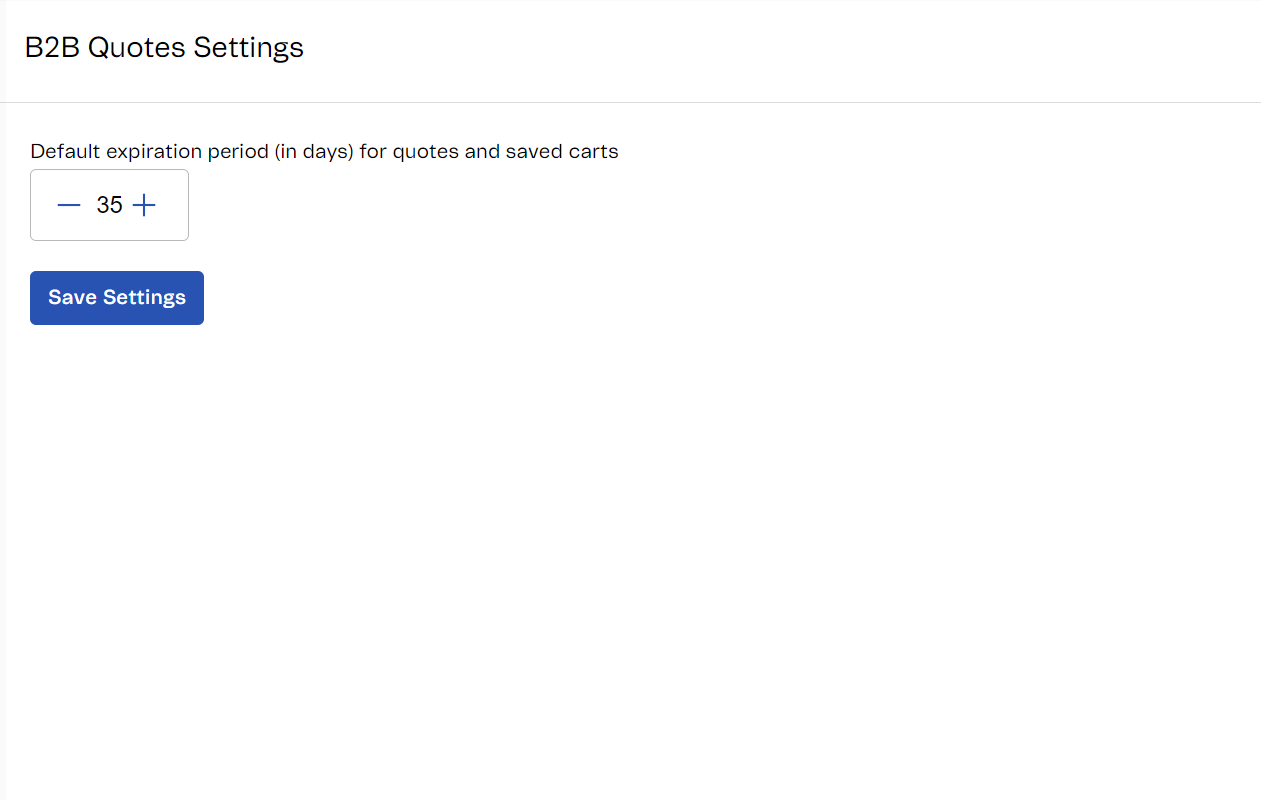 B2B Quotes Settings
Default expiration period (in days) for quotes and saved carts
35
Save Settings